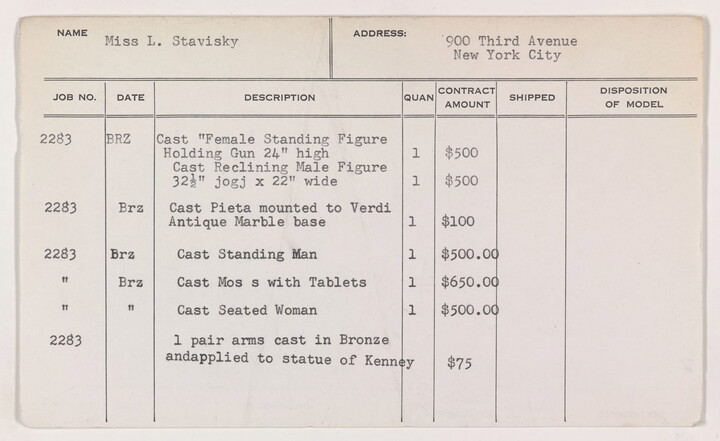 NAME Miss L. Stavisky ADDRESS: 900 Third Avenue
New York City
JOB NO. DATE DESCRIPTION QUAN CONTRACT AMOUNT SHIPPED DISPOSITION OF MODEL
2283 BRZ Cast "Female Standing Figure
Holding Gun 24" high 1 $500
Cast Reclining Male Figure
32½" jogj x 22" wide 1 $500
2283 Brz Cast Pieta mounted to Verdi
Antique Marble base 1 $100
2283 Brz Cast Standing Man 1 $500.00
" Brz Cast Mos s with Tablets 1 $650.00
" " Cast Seated Woman 1 $500.00
2283 1 pair arms cast in Bronze
andapplied to statue of Kenney $75